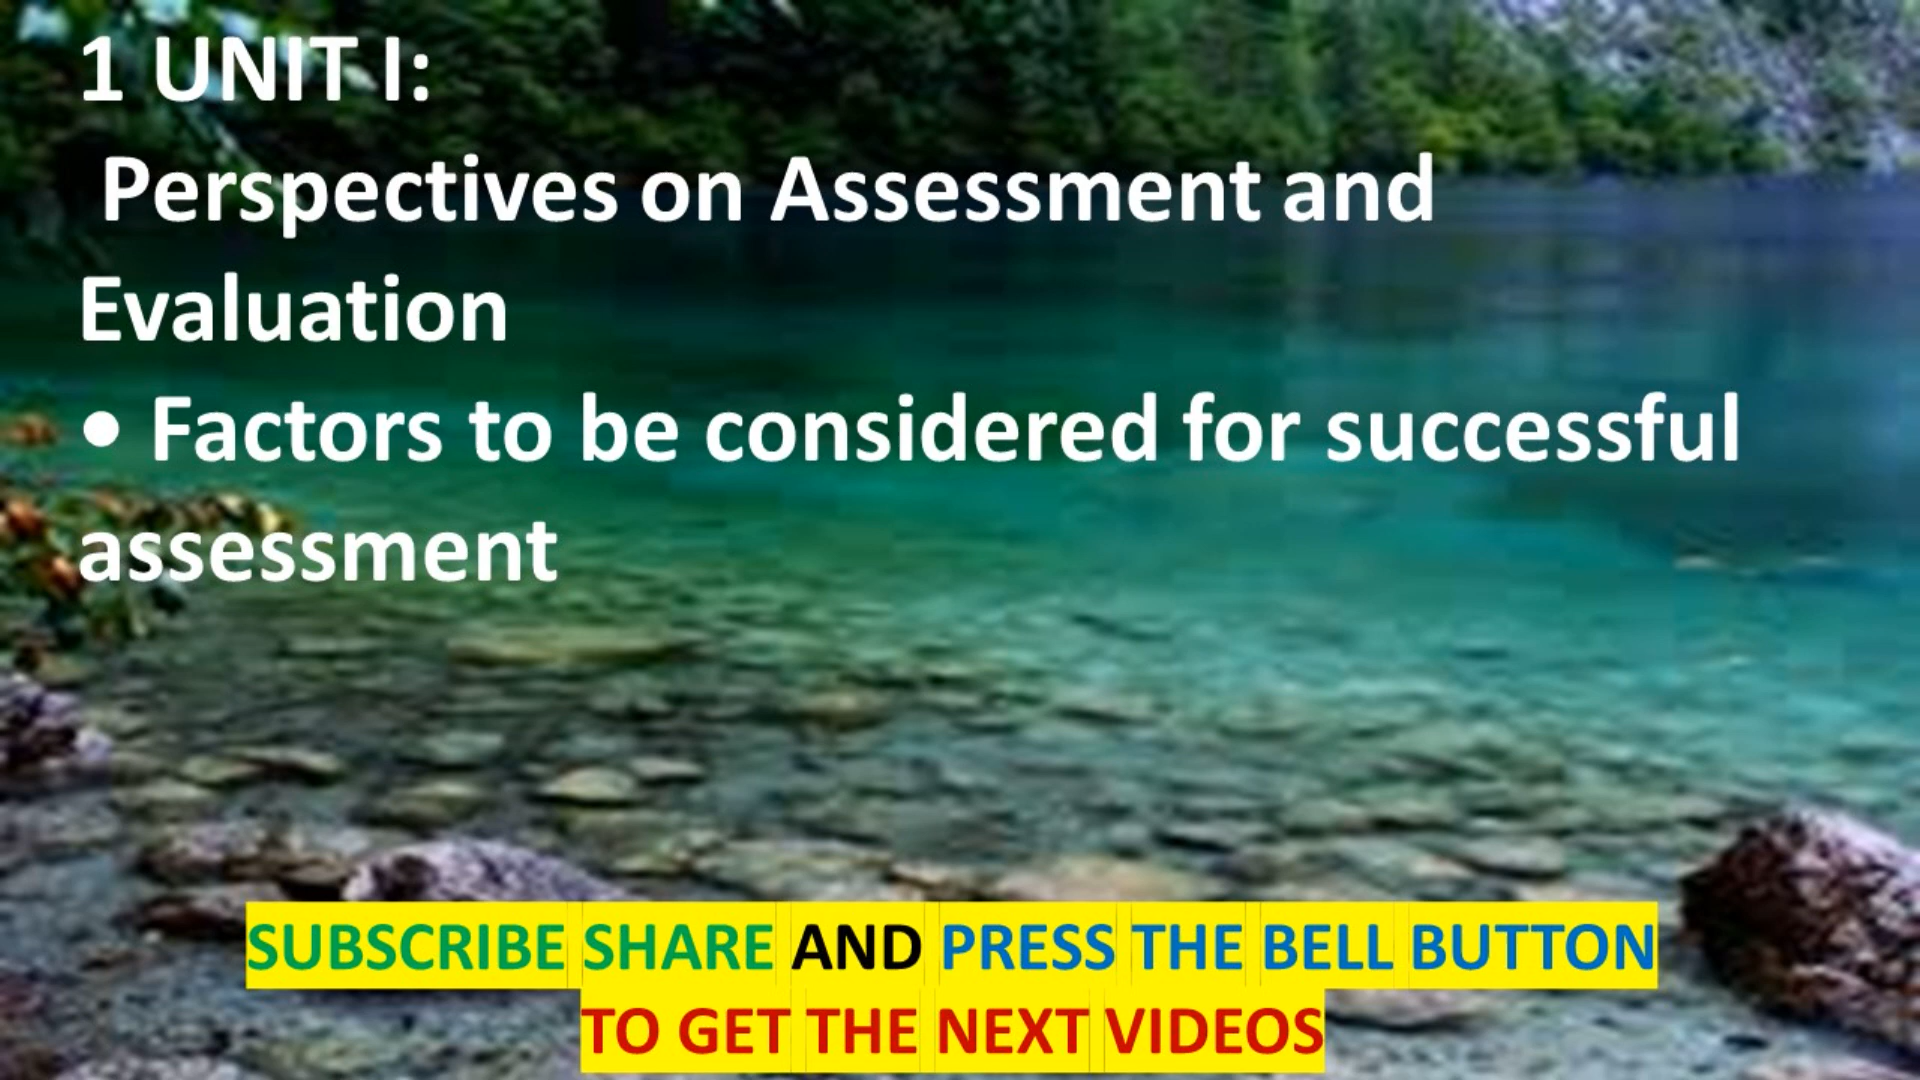 1 UNIT I:
Perspectives on Assessment and
Evaluation
• Factors to be considered for successful
assessment
SUBSCRIBE SHARE AND PRESS THE BELL BUTTON
TO GET THE NEXT VIDEOS